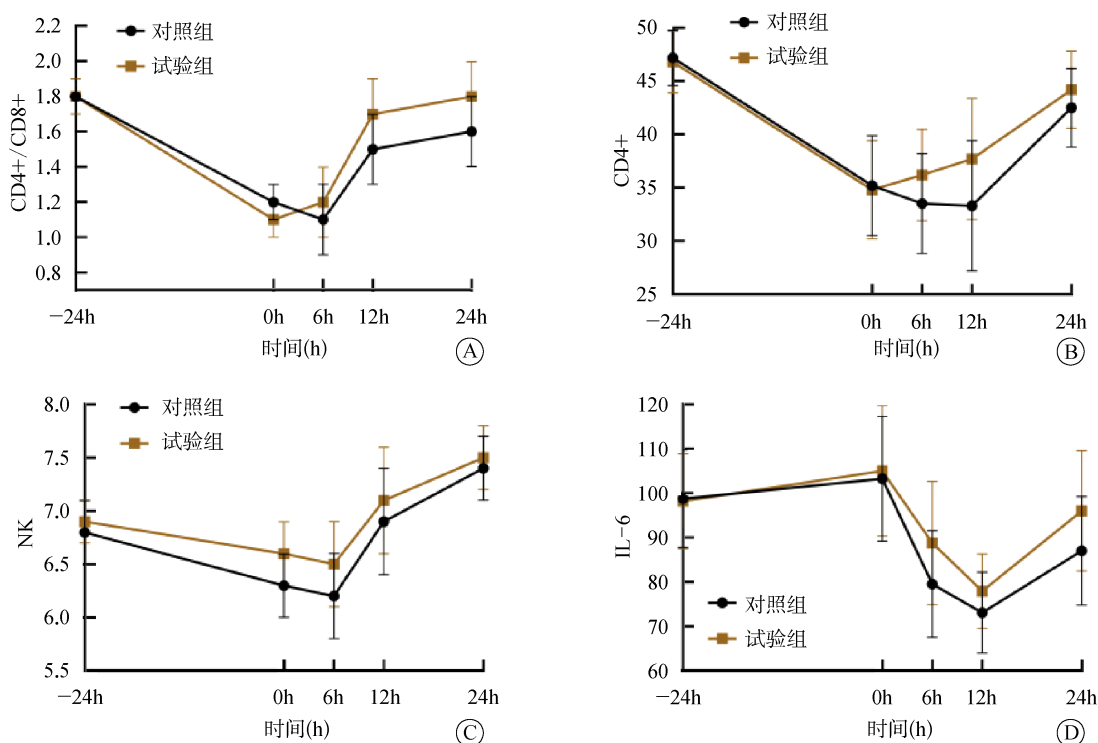 对照组
试验组
CD4+/CD8+
2.2
2.0
1.8
1.6
1.4
1.2
1.0
0.8
−24h 0h 6h 12h 24h
时间(h)
A
对照组
试验组
CD4+
50
45
40
35
30
25
−24h 0h 6h 12h 24h
时间(h)
B
对照组
试验组
NK
8.0
7.5
7.0
6.5
6.0
5.5
−24h 0h 6h 12h 24h
时间(h)
C
IL−6
120
110
100
90
80
70
60
对照组
试验组
−24h 0h 6h 12h 24h
时间(h)
D